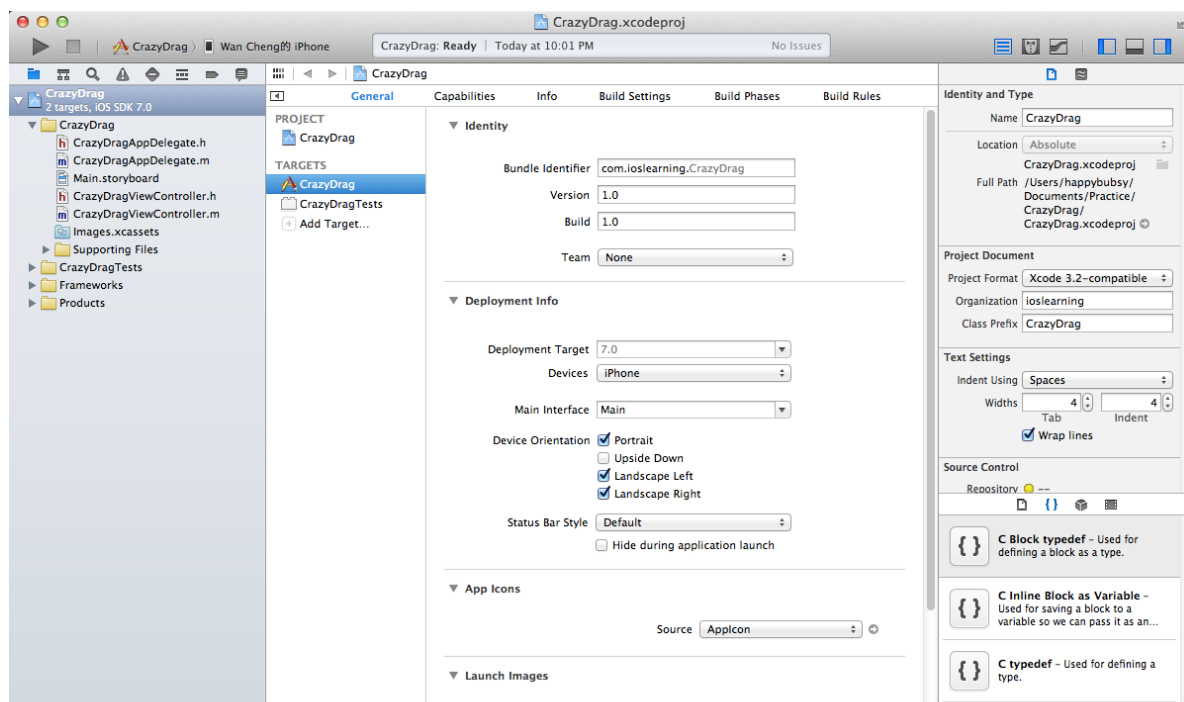 CrazyDrag.xcodeproj
CrazyDrag 〉 Wan Cheng的 iPhone
CrazyDrag: Ready | Today at 10:01 PM
No Issues
CrazyDrag
2 targets, iOS SDK 7.0
CrazyDrag
h CrazyDragAppDelegate.h
m CrazyDragAppDelegate.m
Main.storyboard
h CrazyDragViewController.h
m CrazyDragViewController.m
Images.xcassets
Supporting Files
CrazyDragTests
Frameworks
Products
CrazyDrag
General Capabilities Info Build Settings Build Phases Build Rules
PROJECT
CrazyDrag
TARGETS
CrazyDrag
CrazyDragTests
Add Target...
Identity
Bundle Identifier com.ioslearning.CrazyDrag
Version 1.0
Build 1.0
Team None
Deployment Info
Deployment Target 7.0
Devices iPhone
Main Interface Main
Device Orientation Portrait
Upside Down
Landscape Left
Landscape Right
Status Bar Style Default
Hide during application launch
App Icons
Source AppIcon
Launch Images
Identity and Type
Name CrazyDrag
Location Absolute
CrazyDrag.xcodeproj
Full Path /Users/happybubsy/
Documents/Practice/
CrazyDrag/
CrazyDrag.xcodeproj
Project Document
Project Format Xcode 3.2-compatible
Organization ioslearning
Class Prefix CrazyDrag
Text Settings
Indent Using Spaces
Widths 4 4
Tab Indent
Wrap lines
Source Control
Repository --
{ }
{ } C Block typedef – Used for
defining a block as a type.
{ } C Inline Block as Variable –
Used for saving a block to a
variable so we can pass it as an...
{ } C typedef – Used for defining a
type.